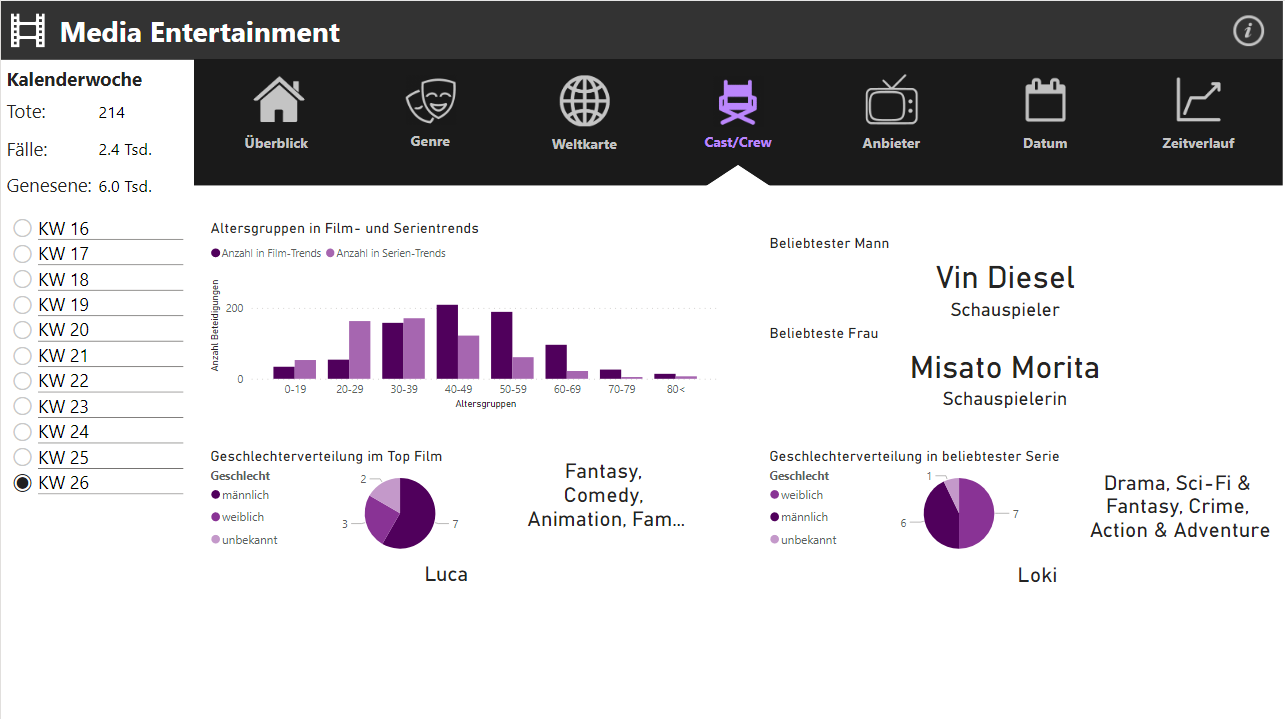 Media Entertainment
i
Kalenderwoche
Tote: 214
Fälle: 2.4 Tsd.
Genesene: 6.0 Tsd.
KW 16
KW 17
KW 18
KW 19
KW 20
KW 21
KW 22
KW 23
KW 24
KW 25
KW 26
Überblick
Genre
Weltkarte
Cast/Crew
Anbieter
Datum
Zeitverlauf
Altersgruppen in Film- und Serientrends
Anzahl in Film-Trends Anzahl in Serien-Trends
Anzahl Beteidigungen
200
0
0-19 20-29 30-39 40-49 50-59 60-69 70-79 80<
Altersgruppen
Beliebtester Mann
Vin Diesel
Schauspieler
Beliebteste Frau
Misato Morita
Schauspielerin
Geschlechterverteilung im Top Film
Geschlecht
männlich
weiblich
unbekannt
2
3
7
Fantasy,
Comedy,
Animation, Fam...
Luca
Geschlechterverteilung in beliebtester Serie
Geschlecht
weiblich
männlich
unbekannt
1
6
7
Drama, Sci-Fi &
Fantasy, Crime,
Action & Adventure
Loki